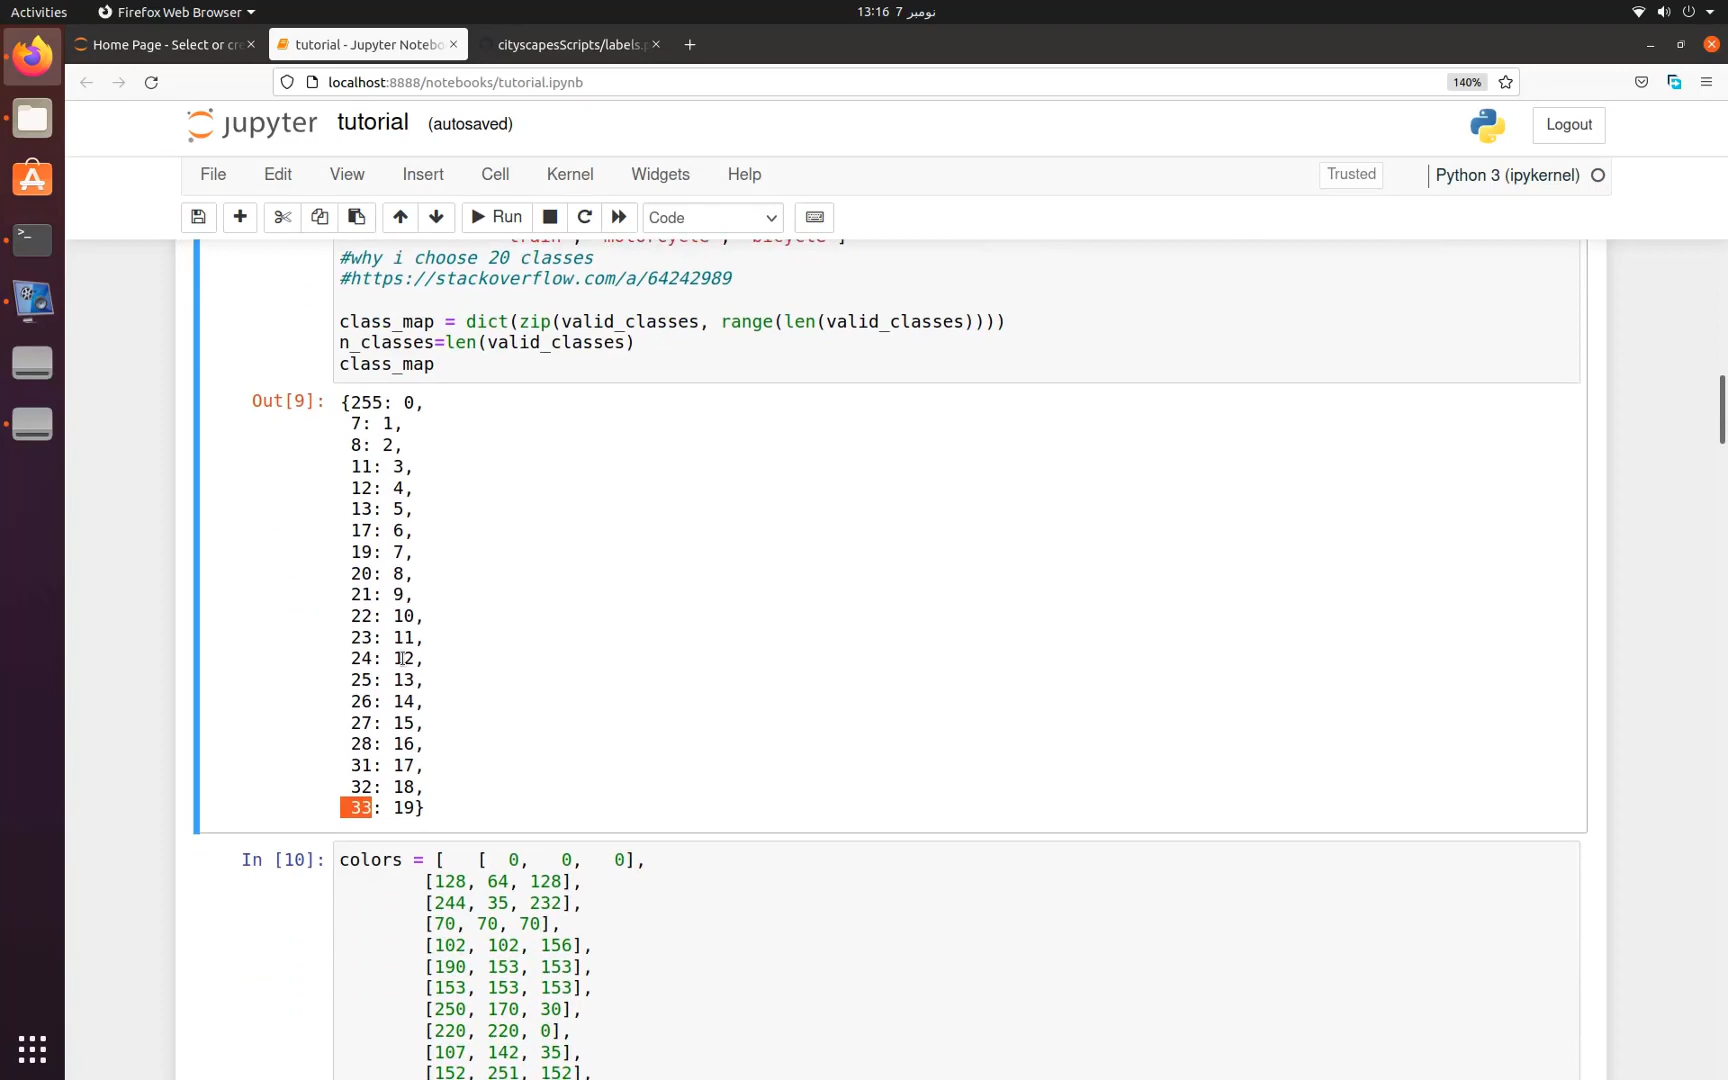 Activities
Firefox Web Browser
13:16 7 نومبر
Home Page - Select or cre
tutorial - Jupyter Notebo
cityscapesScripts/labels.p
localhost:8888/notebooks/tutorial.ipynb
140%
jupyter
tutorial
(autosaved)
Logout
File
Edit
View
Insert
Cell
Kernel
Widgets
Help
Trusted
Python 3 (ipykernel)
Run
Code
"train", "motorcycle", "bicycle"]
#why i choose 20 classes
#https://stackoverflow.com/a/64242989
class_map = dict(zip(valid_classes, range(len(valid_classes))))
n_classes=len(valid_classes)
class_map
Out[9]: {255: 0,
7: 1,
8: 2,
11: 3,
12: 4,
13: 5,
17: 6,
19: 7,
20: 8,
21: 9,
22: 10,
23: 11,
24: 12,
25: 13,
26: 14,
27: 15,
28: 16,
31: 17,
32: 18,
33: 19}
In [10]: colors = [ [ 0, 0, 0],
[128, 64, 128],
[244, 35, 232],
[70, 70, 70],
[102, 102, 156],
[190, 153, 153],
[153, 153, 153],
[250, 170, 30],
[220, 220, 0],
[107, 142, 35],
[152, 251, 152],